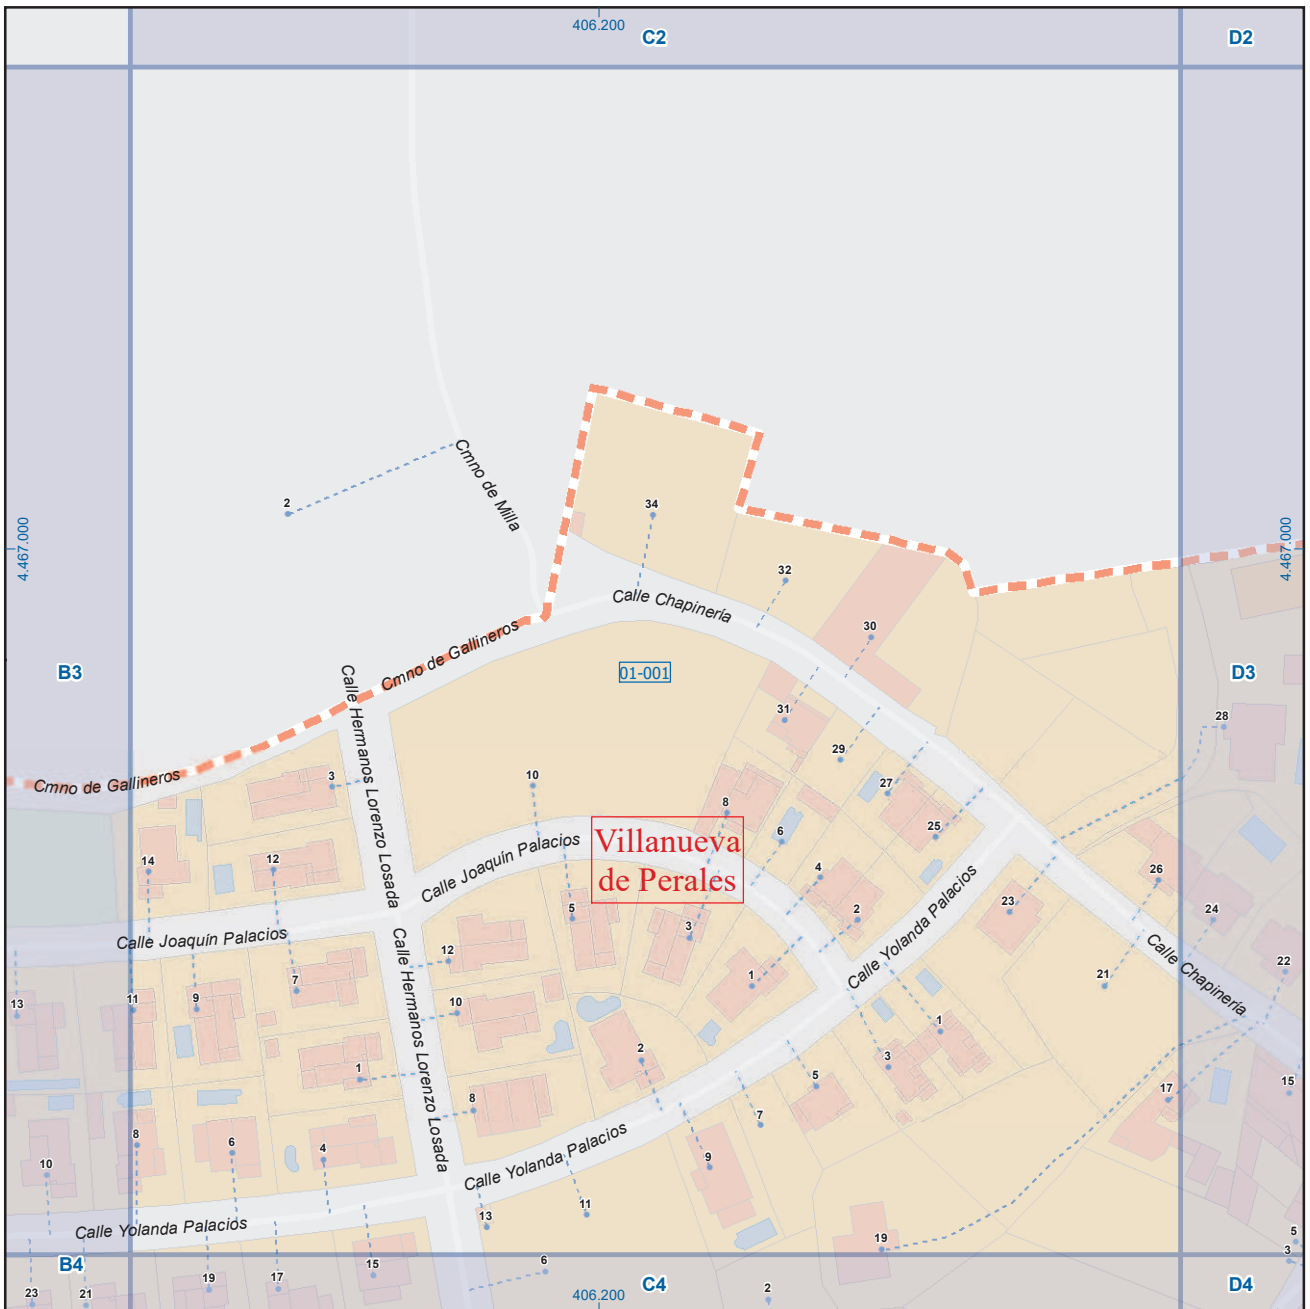 406.200
C2
D2
Cmno de Milla
2
34
4.467.000
4.467.000
32
Calle Chapinería
30
Cmno de Gallineros
B3
01-001
D3
Calle Hermanos Lorenzo Losada
31
28
29
Cmno de Gallineros
3
10
27
8
6
25
Villanueva
de Perales
14
12
Calle Joaquín Palacios
4
26
5
3
2
23
24
Calle Joaquín Palacios
12
Calle Yolanda Palacios
Calle Chapinería
22
7
1
21
13
11
9
10
Calle Hermanos Lorenzo Losada
1
2
3
1
5
17
15
8
7
8
6
4
9
10
Calle Yolanda Palacios
11
13
Calle Yolanda Palacios
19
5
3
B4
15
6
C4
D4
23
21
19
17
406.200
2